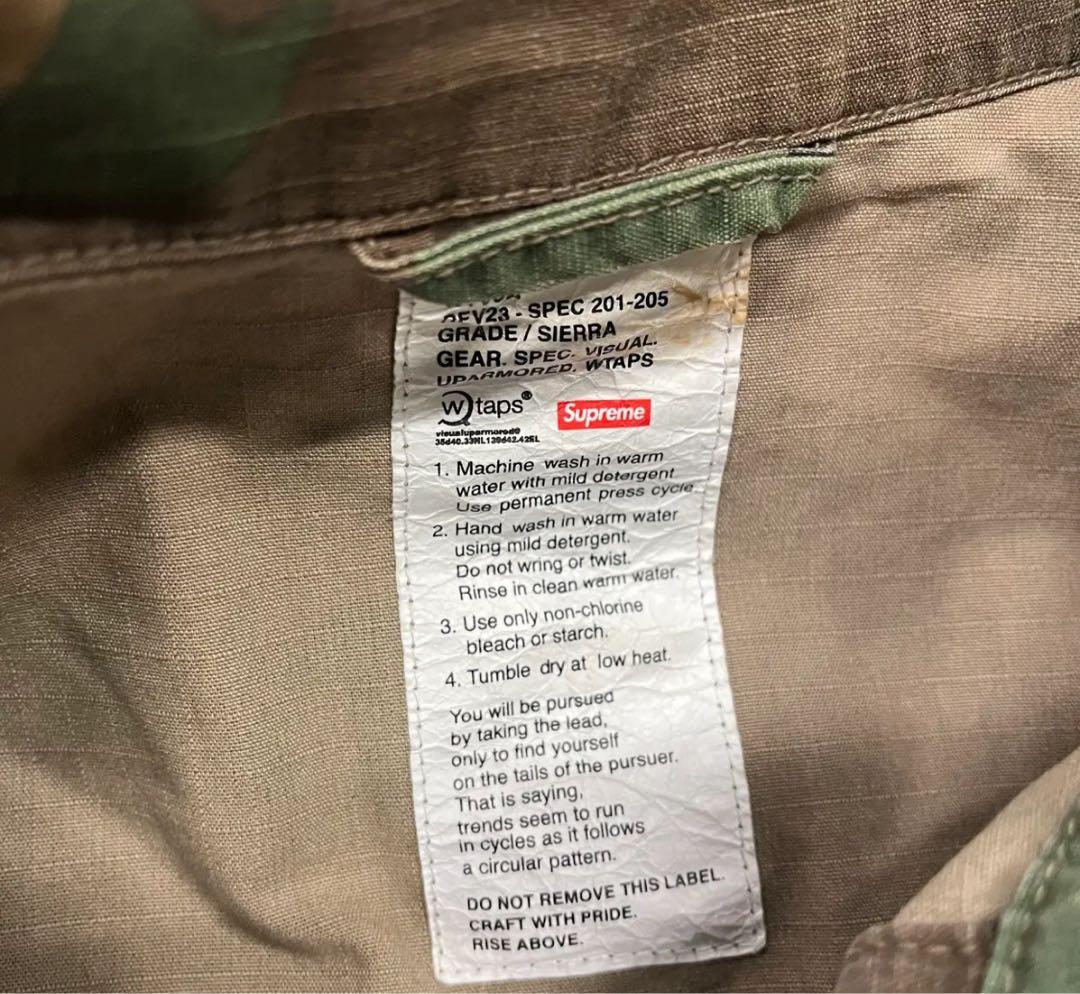 SPEC 201-205
GRADE / SIERRA
GEAR. SPEC. VISUAL.
UPARMORED. WTAPS
Wtaps®
Supreme
visualuparmored©
1. Machine wash in warm
water with mild detergent
Use permanent press cycle
2. Hand wash in warm water
using mild detergent.
Do not wring or twist.
Rinse in clean warm water.
3. Use only non-chlorine
bleach or starch.
4. Tumble dry at low heat.
You will be pursued
by taking the lead,
only to find yourself
on the tails of the pursuer.
That is saying,
trends seem to run
in cycles as it follows
a circular pattern.
DO NOT REMOVE THIS LABEL.
CRAFT WITH PRIDE.
RISE ABOVE.